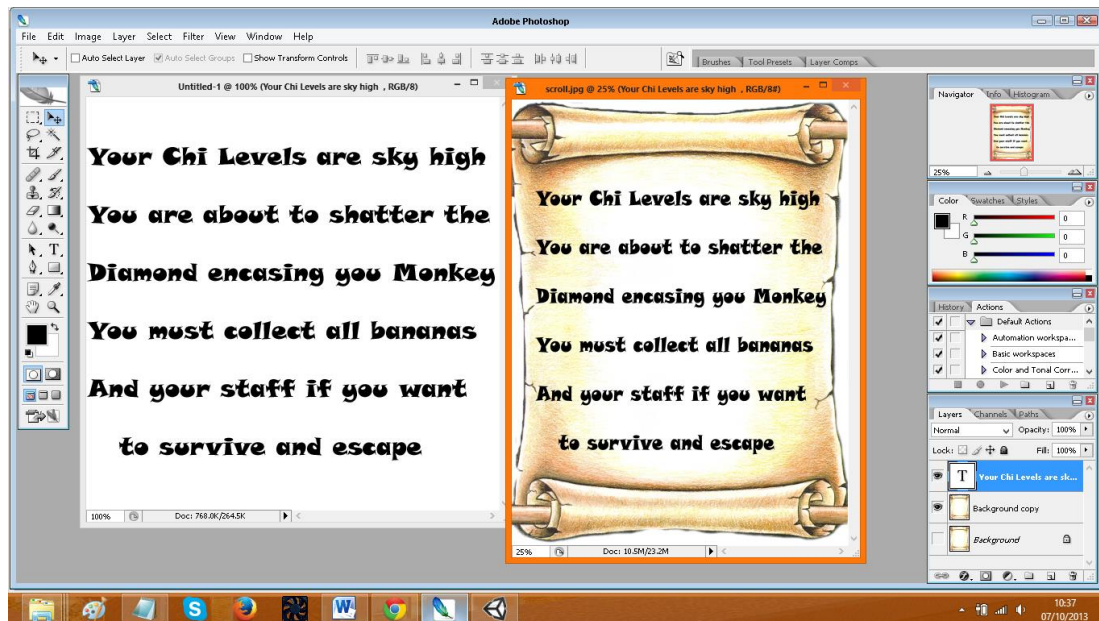 Adobe Photoshop
File Edit Image Layer Select Filter View Window Help
Auto Select Layer Auto Select Groups Show Transform Controls
Brushes Tool Presets Layer Comps
Untitled-1 @ 100% (Your Chi Levels are sky high , RGB/8)
Your Chi Levels are sky high
You are about to shatter the
Diamond encasing you Monkey
You must collect all bananas
And your staff if you want
to survive and escape
100% Doc: 768.0K/264.5K
scroll.jpg @ 25% (Your Chi Levels are sky high , RGB/8#)
Your Chi Levels are sky high
You are about to shatter the
Diamond encasing you Monkey
You must collect all bananas
And your staff if you want
to survive and escape
25% Doc: 10.5M/23.2M
Navigator Info Histogram
25%
Color Swatches Styles
R 0
G 0
B 0
History Actions
Default Actions
Automation workspa...
Basic workspaces
Color and Tonal Corr...
Layers Channels Paths
Normal Opacity: 100%
Lock: Fill: 100%
T Your Chi Levels are sk...
Background copy
Background
10:37
07/10/2013